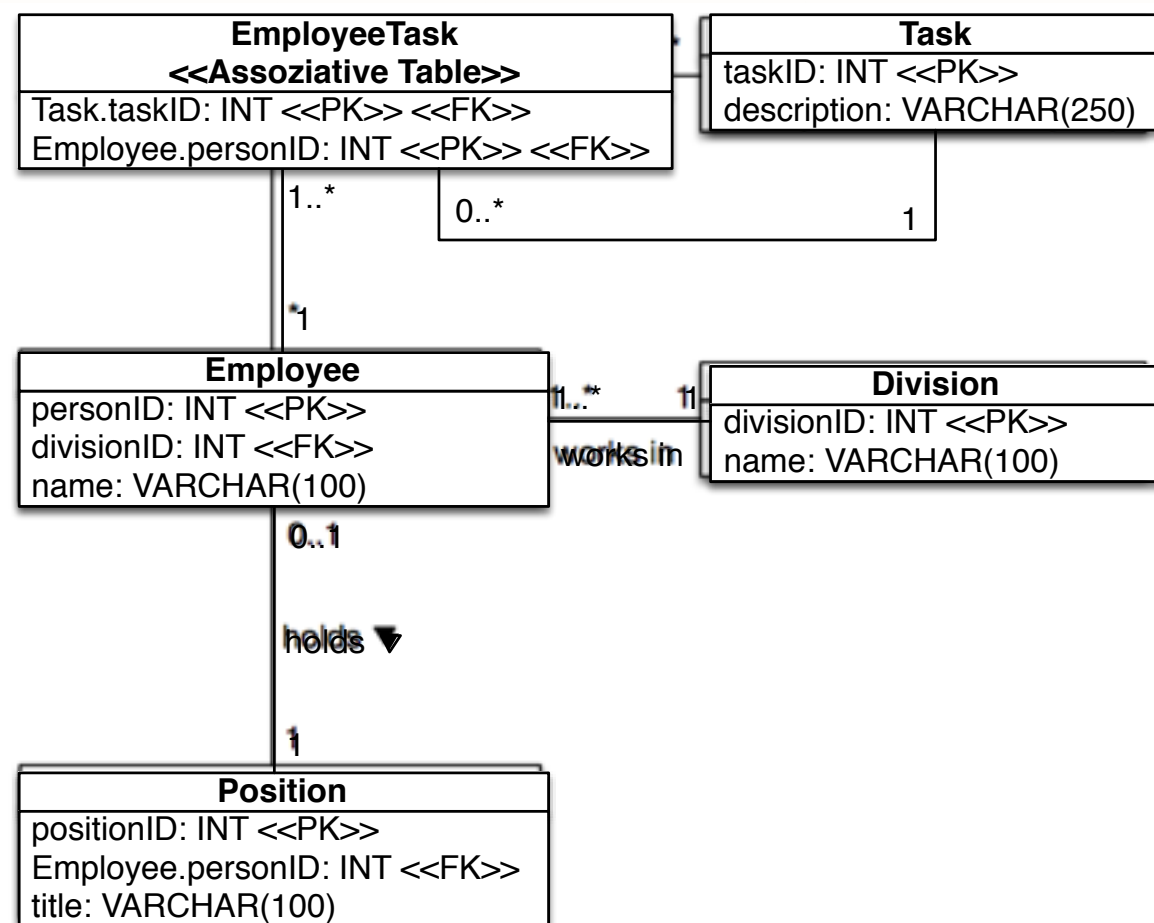 EmployeeTask
<<Assoziative Table>>
Task.taskID: INT <<PK>> <<FK>>
Employee.personID: INT <<PK>> <<FK>>
Task
taskID: INT <<PK>>
description: VARCHAR(250)
1..*
0..*
1
1
Employee
personID: INT <<PK>>
divisionID: INT <<FK>>
name: VARCHAR(100)
1..*
1
works in
Division
divisionID: INT <<PK>>
name: VARCHAR(100)
0..1
holds ▼
1
Position
positionID: INT <<PK>>
Employee.personID: INT <<FK>>
title: VARCHAR(100)